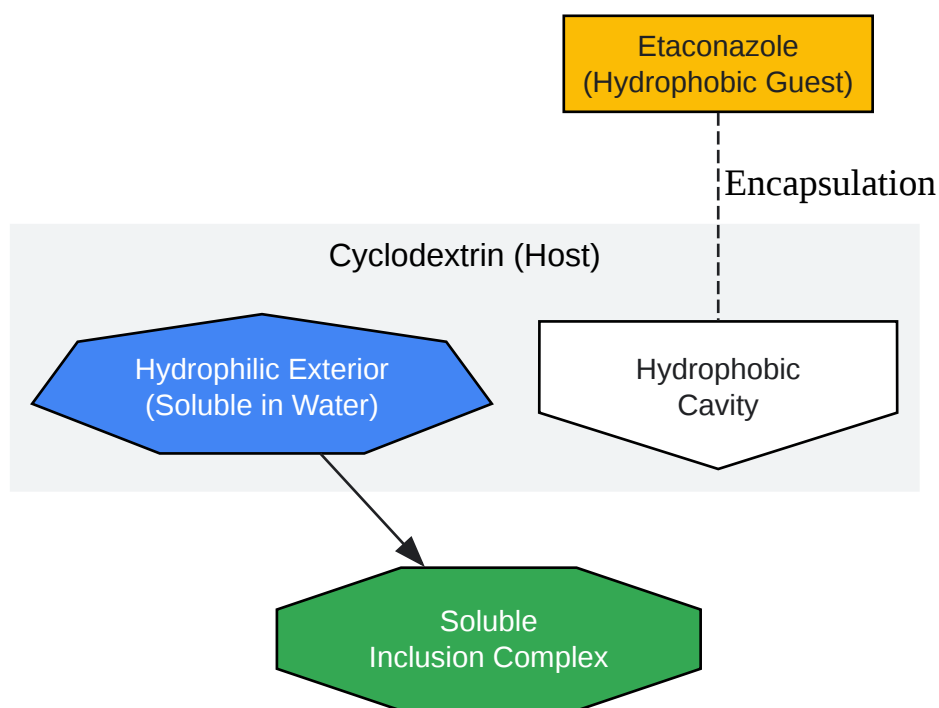 Etaconazole
(Hydrophobic Guest)
Encapsulation
Cyclodextrin (Host)
Hydrophilic Exterior
(Soluble in Water)
Hydrophobic
Cavity
Soluble
Inclusion Complex